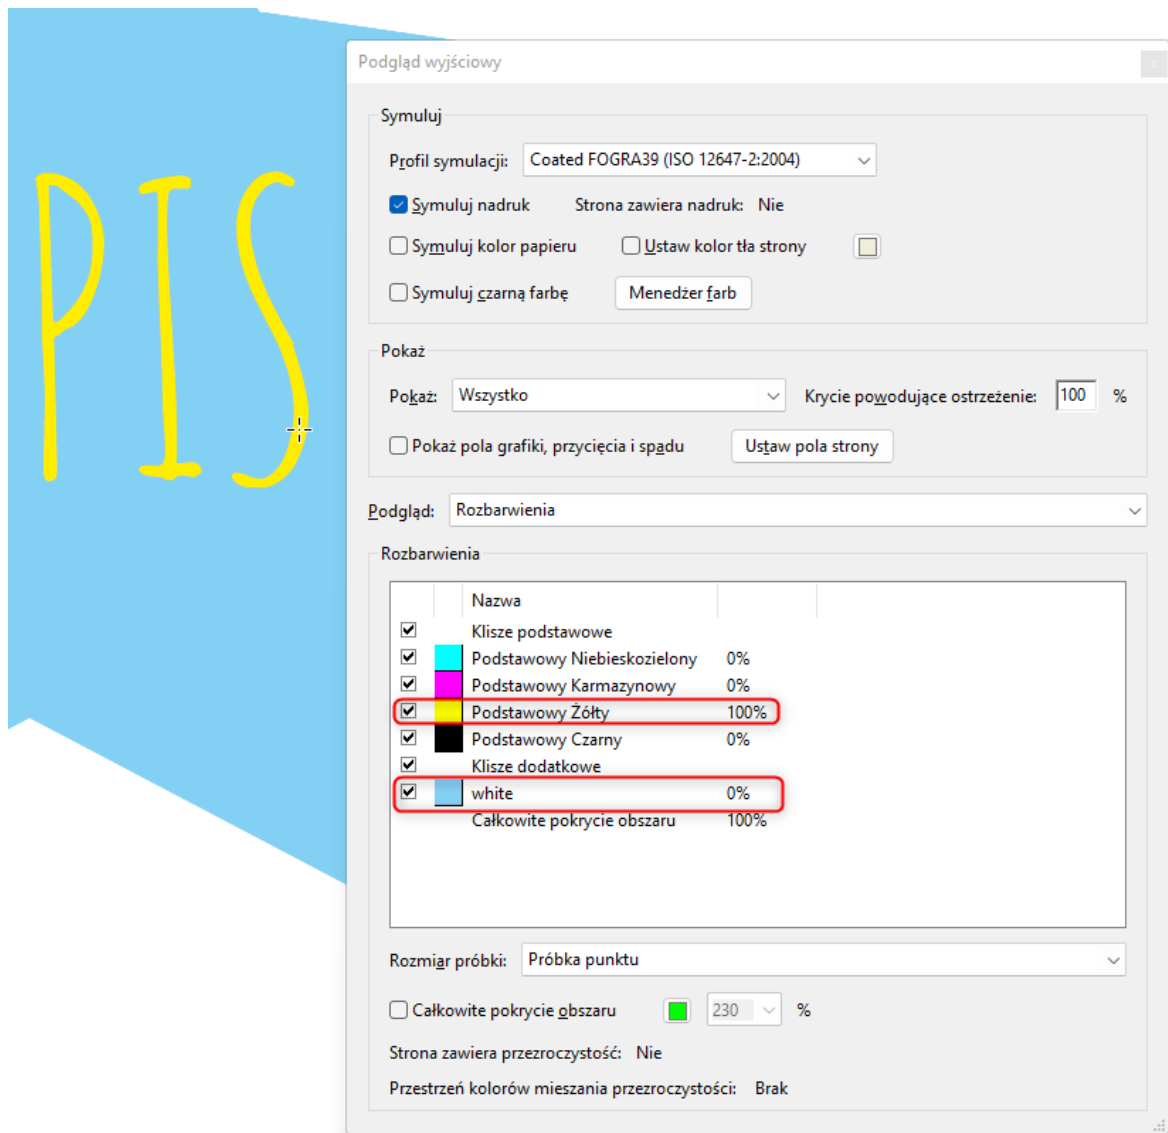 Podgląd wyjściowy
Symuluj
Profil symulacji: Coated FOGRA39 (ISO 12647-2:2004)
Symuluj nadruk Strona zawiera nadruk: Nie
Symuluj kolor papieru Ustaw kolor tła strony
Symuluj czarną farbę Menedżer farb
PIS
Pokaż
Pokaż: Wszystko Krycie powodujące ostrzeżenie: 100 %
Pokaż pola grafiki, przycięcia i spadu Ustaw pola strony
Podgląd: Rozbarwienia
Rozbarwienia
Nazwa
Klisze podstawowe
Podstawowy Niebieskozielony 0%
Podstawowy Karmazynowy 0%
Podstawowy Żółty 100%
Podstawowy Czarny 0%
Klisze dodatkowe
white 0%
Całkowite pokrycie obszaru 100%
Rozmiar próbki: Próbka punktu
Całkowite pokrycie obszaru 230 %
Strona zawiera przezroczystość: Nie
Przestrzeń kolorów mieszania przezroczystości: Brak